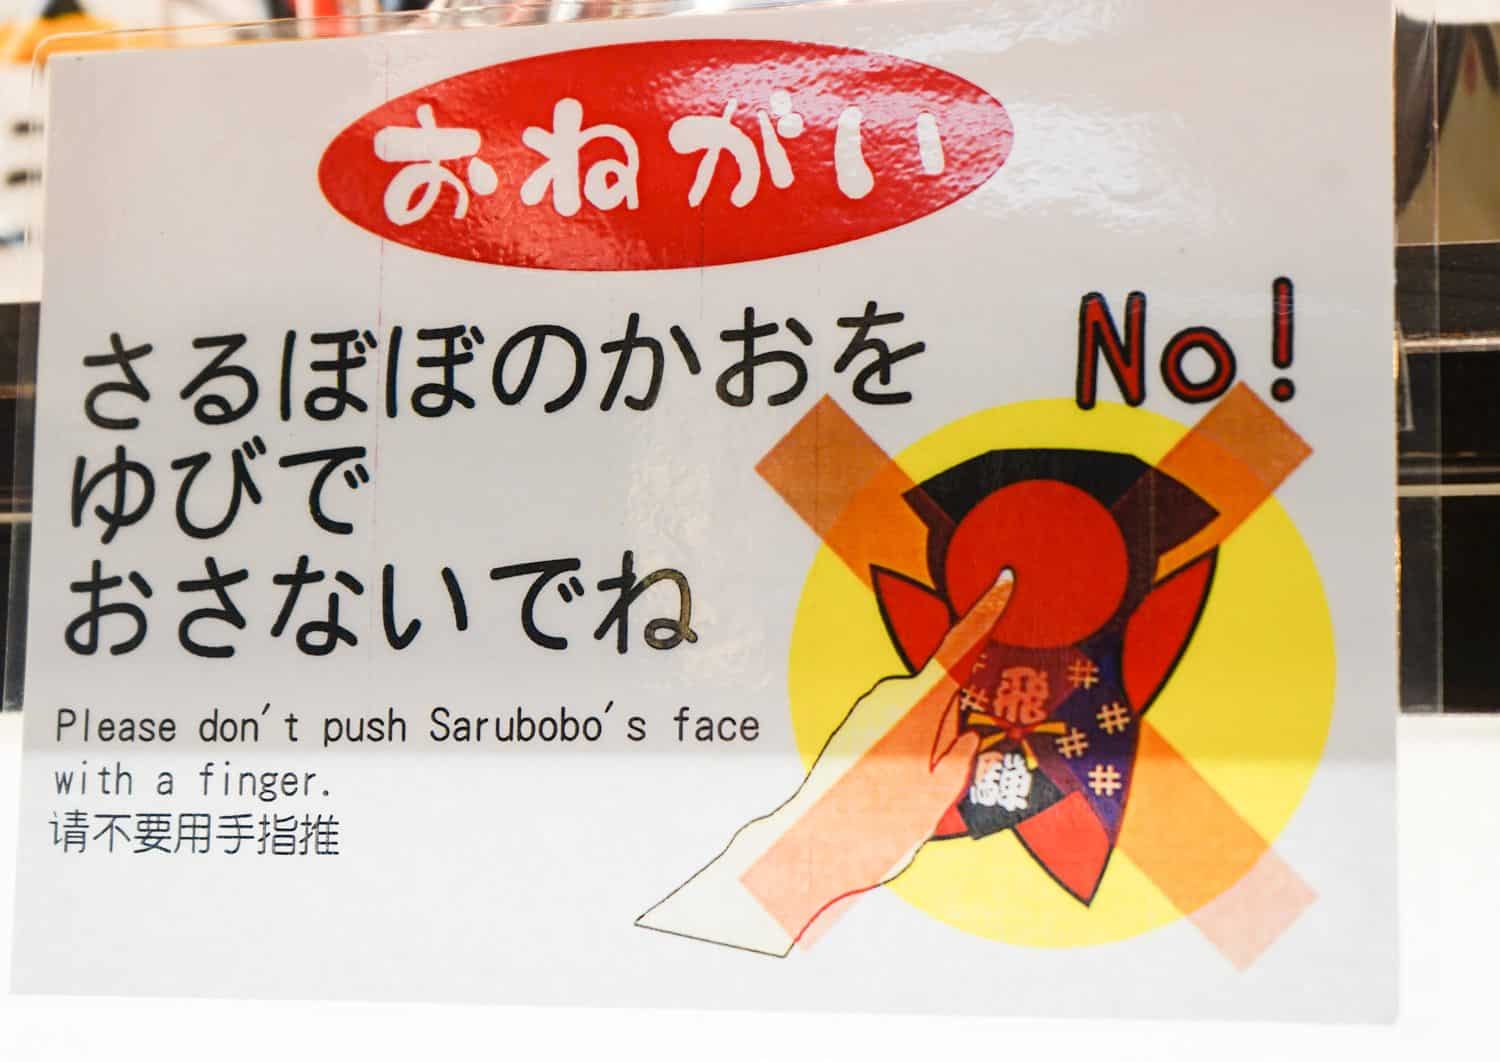 おねがい
さるぼぼのかおを
ゆびで
おさないでね
No!
Please don't push Sarubobo's face
with a finger.
请不要用手指推
飛
騨